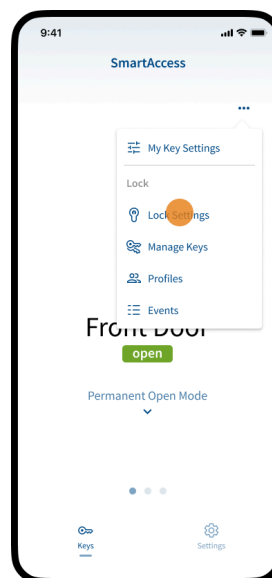 9:41
SmartAccess
My Key Settings
Lock
Lock Settings
Manage Keys
Profiles
Events
Front Door
open
Permanent Open Mode
Keys
Settings